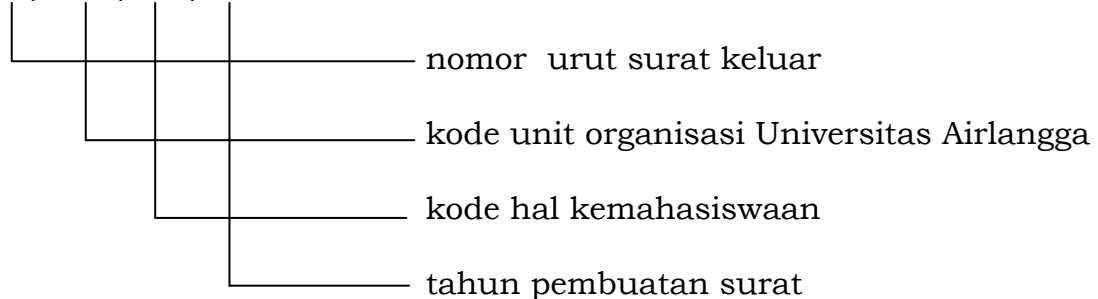 nomor urut surat keluar
kode unit organisasi Universitas Airlangga
kode hal kemahasiswaan
tahun pembuatan surat